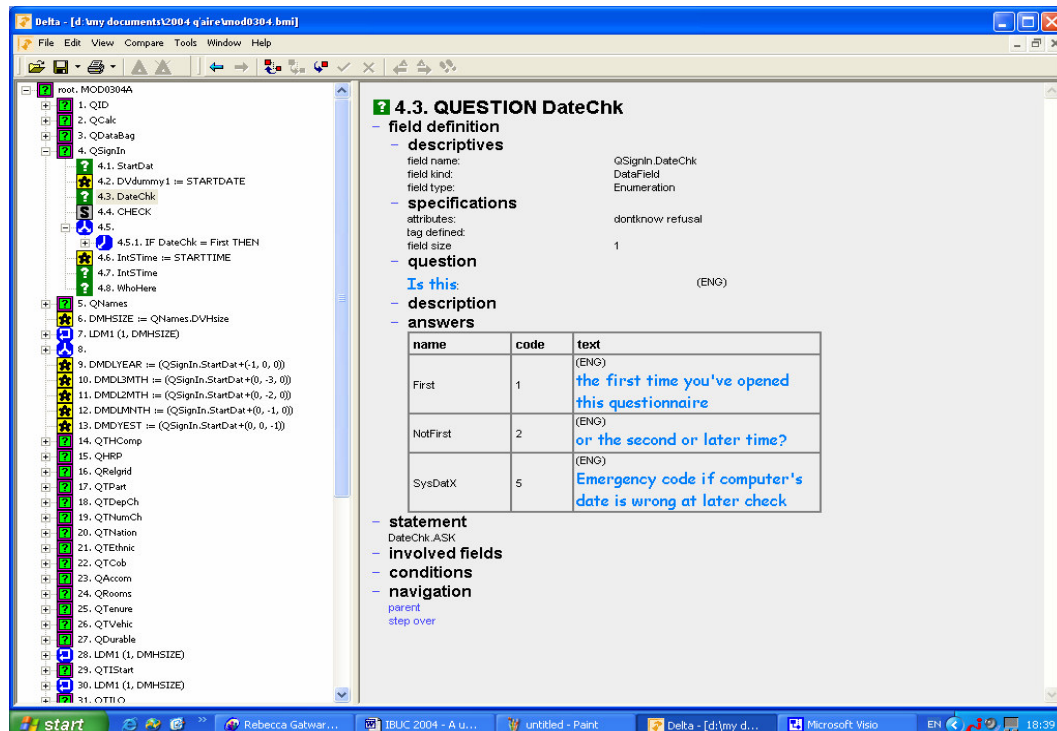 Delta - [d:\my documents\2004 q'aire\mod0304.bmi]
File Edit View Compare Tools Window Help
root. MOD0304A
1. QID
2. QCalc
3. QDataBag
4. QSignIn
4.1. StartDat
4.2. DVdummy1 := STARTDATE
4.3. DateChk
4.4. CHECK
4.5.
4.5.1. IF DateChk = First THEN
4.6. IntSTime := STARTTIME
4.7. IntSTime
4.8. WhoHere
5. QNames
6. DMHSIZE := QNames.DVHsize
7. LDM1 (1, DMHSIZE)
8.
9. DMDLYEAR := (QSignIn.StartDat+(-1, 0, 0))
10. DMDL3MTH := (QSignIn.StartDat+(0, -3, 0))
11. DMDL2MTH := (QSignIn.StartDat+(0, -2, 0))
12. DMDLMNTH := (QSignIn.StartDat+(0, -1, 0))
13. DMDYEST := (QSignIn.StartDat+(0, 0, -1))
14. QTHComp
15. QHRP
16. QRelgrid
17. QTPart
18. QTDepCh
19. QTNumCh
20. QTNation
21. QTEthnic
22. QTCob
23. QAccom
24. QRooms
25. QTenure
26. QTVehic
27. QDurable
28. LDM1 (1, DMHSIZE)
29. QTIStart
30. LDM1 (1, DMHSIZE)
31. QTILO
4.3. QUESTION DateChk
field definition
descriptives
field name: QSignIn.DateChk
field kind: DataField
field type: Enumeration
specifications
attributes: dontknow refusal
tag defined:
field size 1
question
Is this: (ENG)
description
answers
name code text
(ENG)
First 1 the first time you've opened
this questionnaire
(ENG)
NotFirst 2 or the second or later time?
(ENG)
SysDatX 5 Emergency code if computer's
date is wrong at later check
statement
DateChk.ASK
involved fields
conditions
navigation
parent
step over
start » Rebecca Gatwar... IBUC 2004 - A u... untitled - Paint Delta - [d:\my d... Microsoft Visio EN 18:39